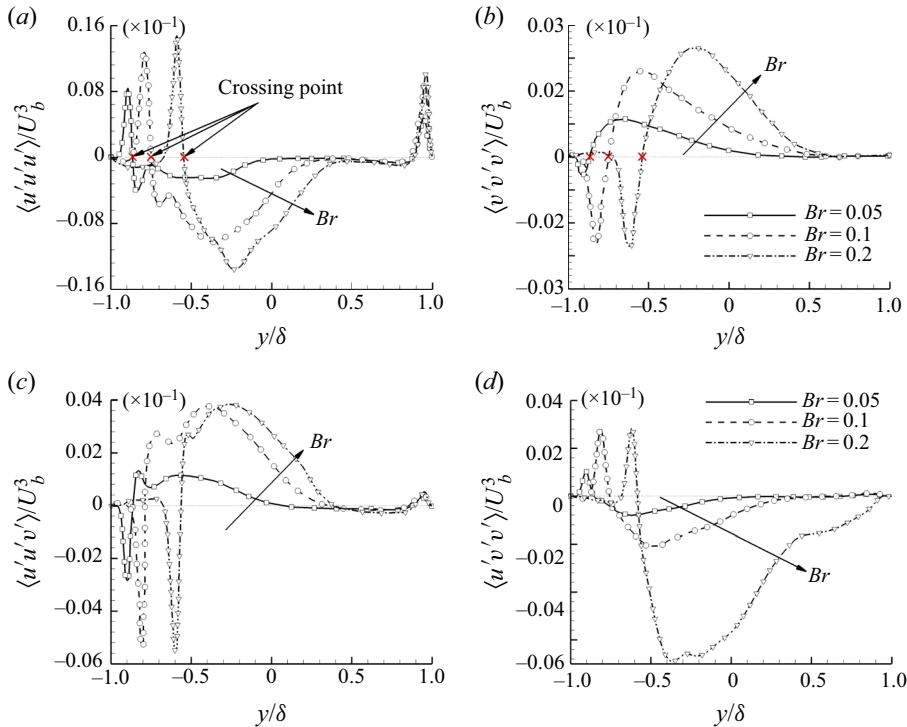 (a)
(×10⁻¹)
0.16
0.08
0
–0.08
–0.16
⟨u′u′u′⟩/U_b^3
Crossing point
Br
–1.0 –0.5 0 0.5 1.0
y/δ
(b)
(×10⁻¹)
0.03
0.02
0.01
0
–0.01
–0.02
–0.03
⟨v′v′v′⟩/U_b^3
Br
Br = 0.05
Br = 0.1
Br = 0.2
–1.0 –0.5 0 0.5 1.0
y/δ
(c)
(×10⁻¹)
0.04
0.02
0
–0.02
–0.04
–0.06
⟨u′u′v′⟩/U_b^3
Br
–1.0 –0.5 0 0.5 1.0
y/δ
(d)
(×10⁻¹)
0.04
0.02
0
–0.02
–0.04
–0.06
⟨u′v′v′⟩/U_b^3
Br = 0.05
Br = 0.1
Br = 0.2
Br
–1.0 –0.5 0 0.5 1.0
y/δ